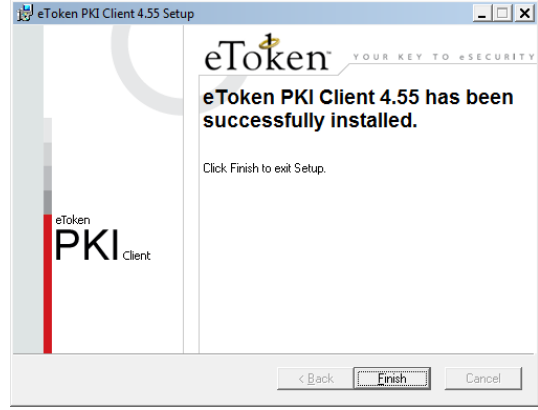 eToken PKI Client 4.55 Setup
eToken™ YOUR KEY TO eSECURITY
eToken PKI Client 4.55 has been
successfully installed.
Click Finish to exit Setup.
eToken
PKI Client
< Back Finish Cancel